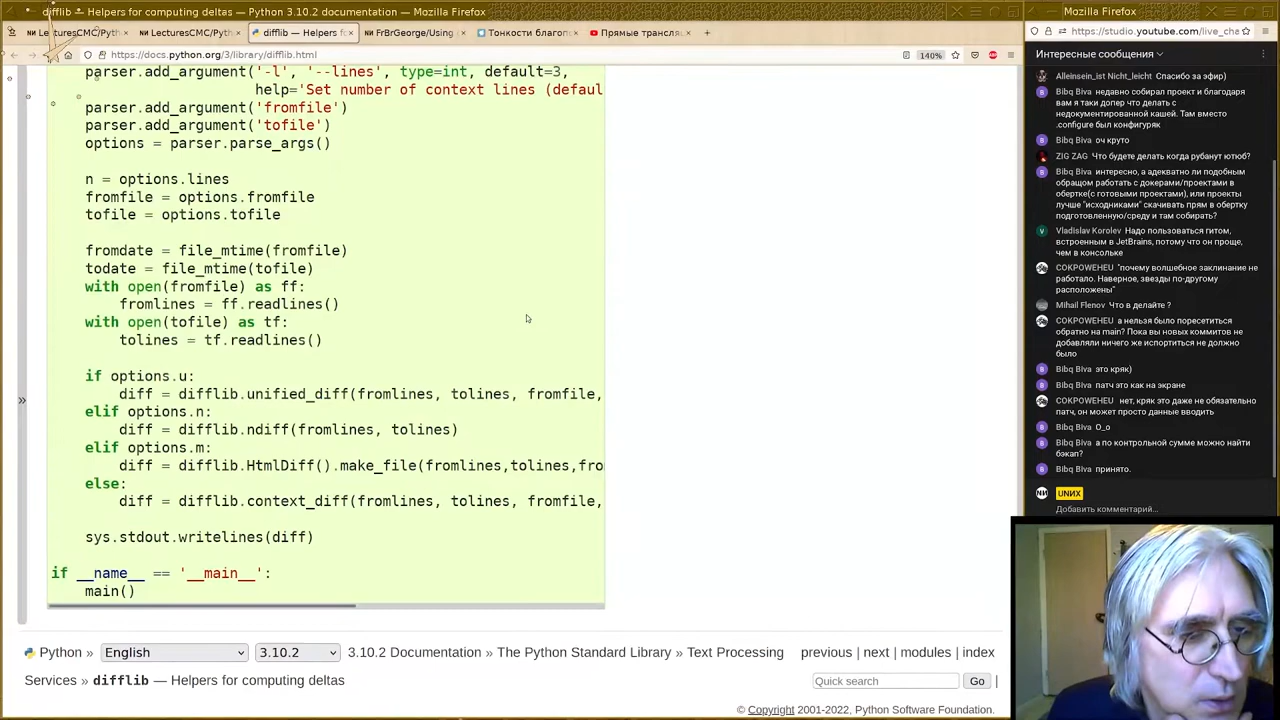 difflib — Helpers for computing deltas — Python 3.10.2 documentation — Mozilla Firefox
Mozilla Firefox
LecturesCMC/Pyth
LecturesCMC/Pyth
difflib — Helpers fo
FrBrGeorge/Using
Тонкости благоп
Прямые трансля
https://docs.python.org/3/library/difflib.html
140%
https://studio.youtube.com/live_cha
parser.add_argument('-l', '--lines', type=int, default=3,
help='Set number of context lines (defaul
parser.add_argument('fromfile')
parser.add_argument('tofile')
options = parser.parse_args()
n = options.lines
fromfile = options.fromfile
tofile = options.tofile
fromdate = file_mtime(fromfile)
todate = file_mtime(tofile)
with open(fromfile) as ff:
fromlines = ff.readlines()
with open(tofile) as tf:
tolines = tf.readlines()
if options.u:
diff = difflib.unified_diff(fromlines, tolines, fromfile,
elif options.n:
diff = difflib.ndiff(fromlines, tolines)
elif options.m:
diff = difflib.HtmlDiff().make_file(fromlines,tolines,fro
else:
diff = difflib.context_diff(fromlines, tolines, fromfile,
sys.stdout.writelines(diff)
if __name__ == '__main__':
main()
»
Python » English 3.10.2 3.10.2 Documentation » The Python Standard Library » Text Processing
previous | next | modules | index
Services » difflib — Helpers for computing deltas
Quick search Go |
© Copyright 2001-2022, Python Software Foundation.
Интересные сообщения
Alleinsein_ist Nicht_leicht Спасибо за эфир)
Bibq Biva недавно собирал проект и благодаря
вам я таки допер что делать с
недокументированной кашей. Там вместо
.configure был конфигуряк
Bibq Biva оч круто
ZIG ZAG Что будете делать когда рубанут ютюб?
Bibq Biva интересно, а адекватно ли подобным
обращом работать с докерами/проектами в
обертке(с готовыми проектами), или проекты
лучше "исходниками" скачивать прям в обертку
подготовленную/среду и там собирать?
Vladislav Korolev Надо пользоваться гитом,
встроенным в JetBrains, потому что он проще,
чем в консольке
COKPOWEHEU "почему волшебное заклинание не
работало. Наверное, звезды по-другому
расположены"
Mihail Flenov Что в делайте ?
COKPOWEHEU а нельзя было поресетиться
обратно на main? Пока вы новых коммитов не
добавляли ничего же испортиться не должно
было
Bibq Biva это кряк)
Bibq Biva патч это как на экране
COKPOWEHEU нет, кряк это даже не обязательно
патч, он может просто данные вводить
Bibq Biva O_o
Bibq Biva а по контрольной сумме можно найти
бэкап?
Bibq Biva принято.
UNИX
Добавить комментарий...